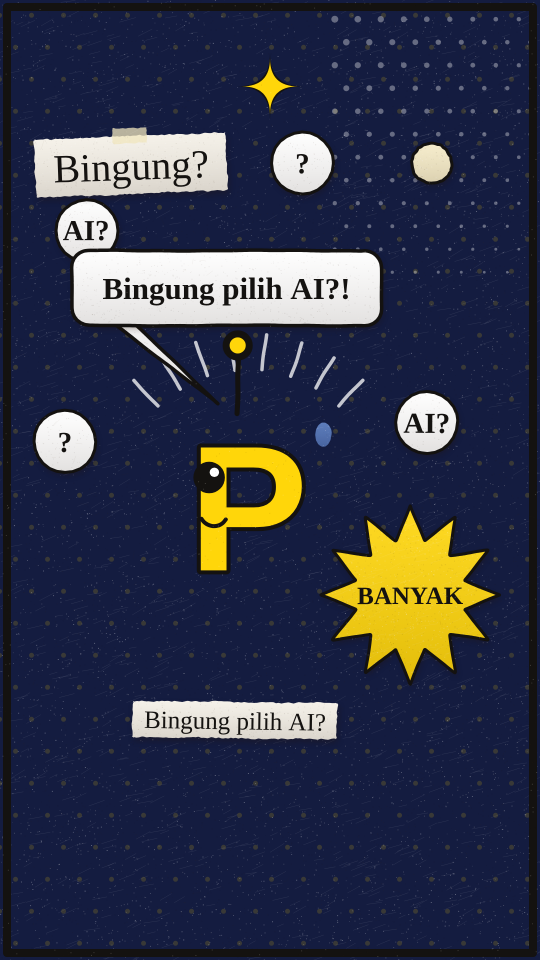 Bingung?
?
AI?
Bingung pilih AI?!
?
AI?
P
BANYAK
Bingung pilih AI?